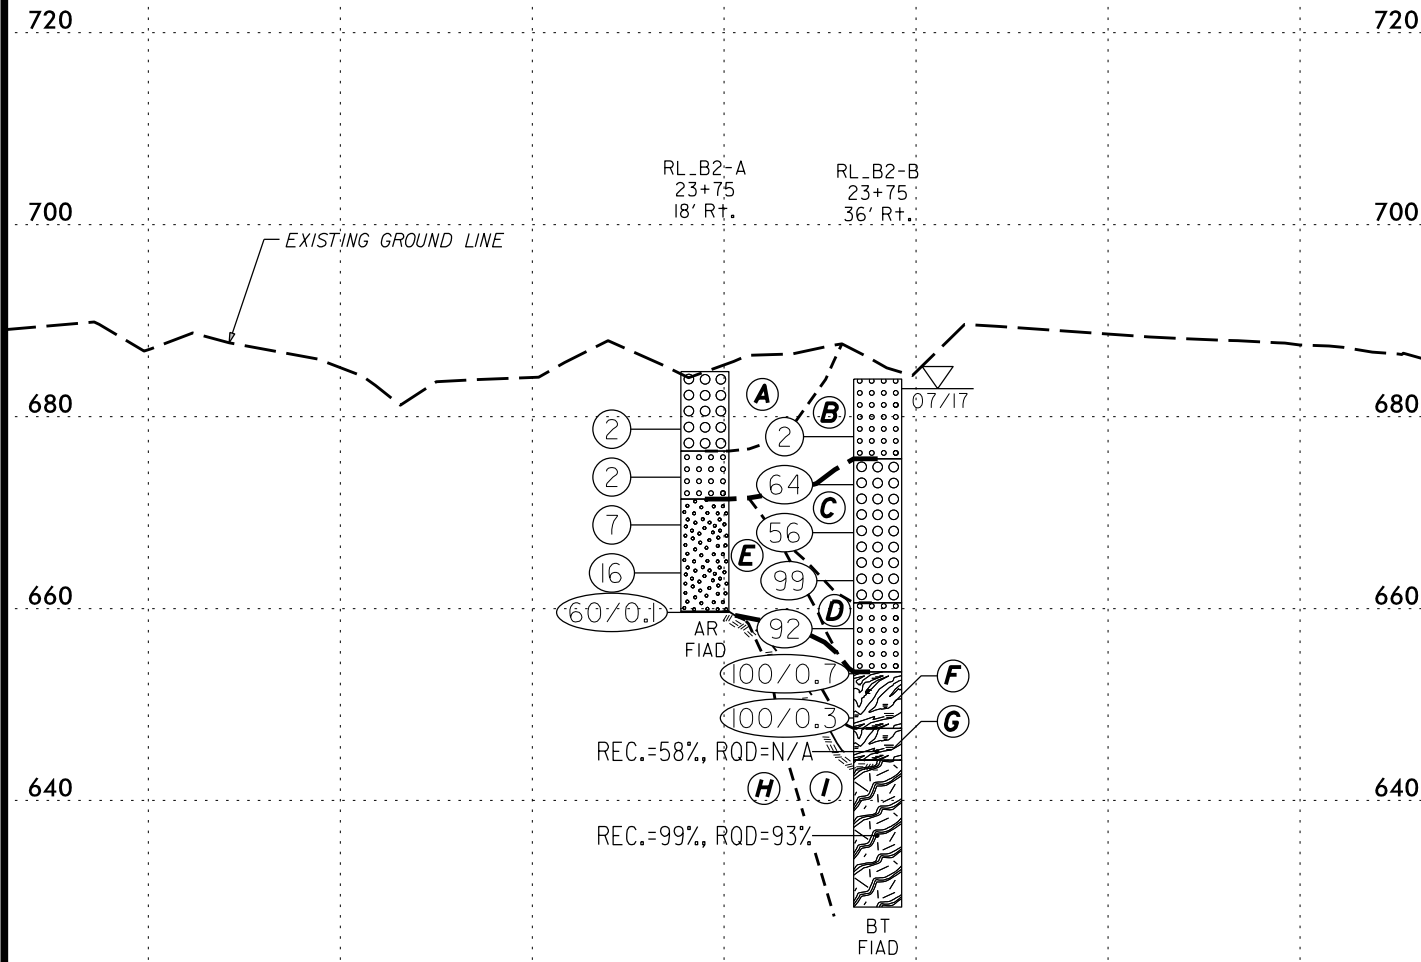 720 720
RL_B2-A
23+75
18' Rt.
RL_B2-B
23+75
36' Rt.
700 700
EXISTING GROUND LINE
07/17
680 680
A
B
2
2
2
64
C
7
56
E
16
99
660 660
60/0.1
D
92
AR
FIAD
100/0.7
F
100/0.3
G
REC.=58%, RQD=N/A
H
I
640 640
REC.=99%, RQD=93%
BT
FIAD